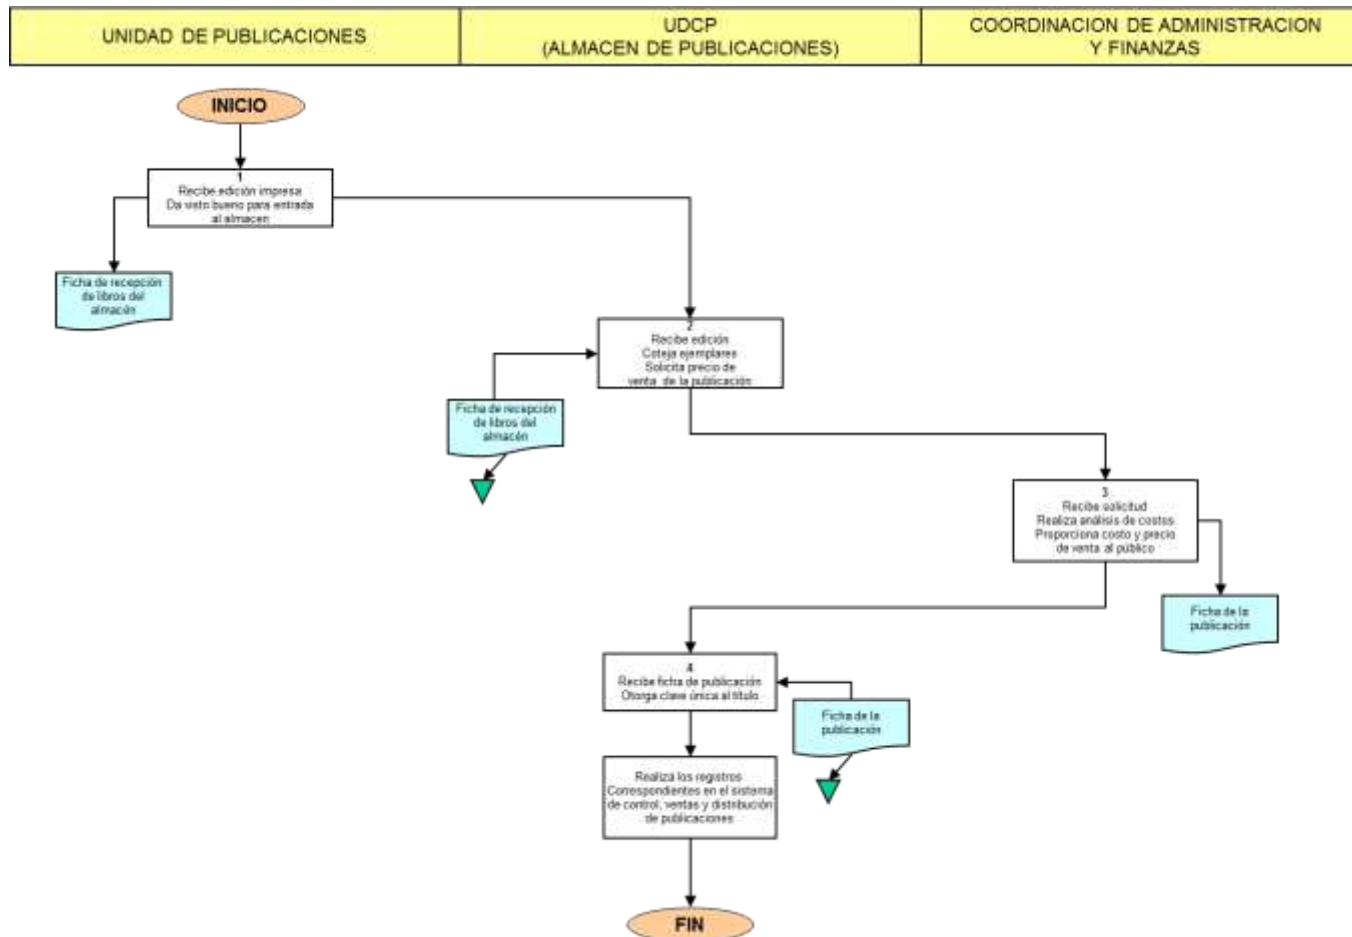 UNIDAD DE PUBLICACIONES
UDCP
(ALMACEN DE PUBLICACIONES)
COORDINACION DE ADMINISTRACION
Y FINANZAS
INICIO
1
Recibe edición impresa
Da visto bueno para entrada
al almacen
Ficha de recepción
de libros del
almacén
2
Recibe edición
Coteja ejemplares
Solicita precio de
venta de la publicación
Ficha de recepción
de libros del
almacén
3
Recibe solicitud
Realiza análisis de costos
Proporciona costo y precio
de venta al público
Ficha de la
publicación
4
Recibe ficha de publicación
Otorga clave única al título
Ficha de la
publicación
Realiza los registros
Correspondientes en el sistema
de control, ventas y distribución
de publicaciones
FIN